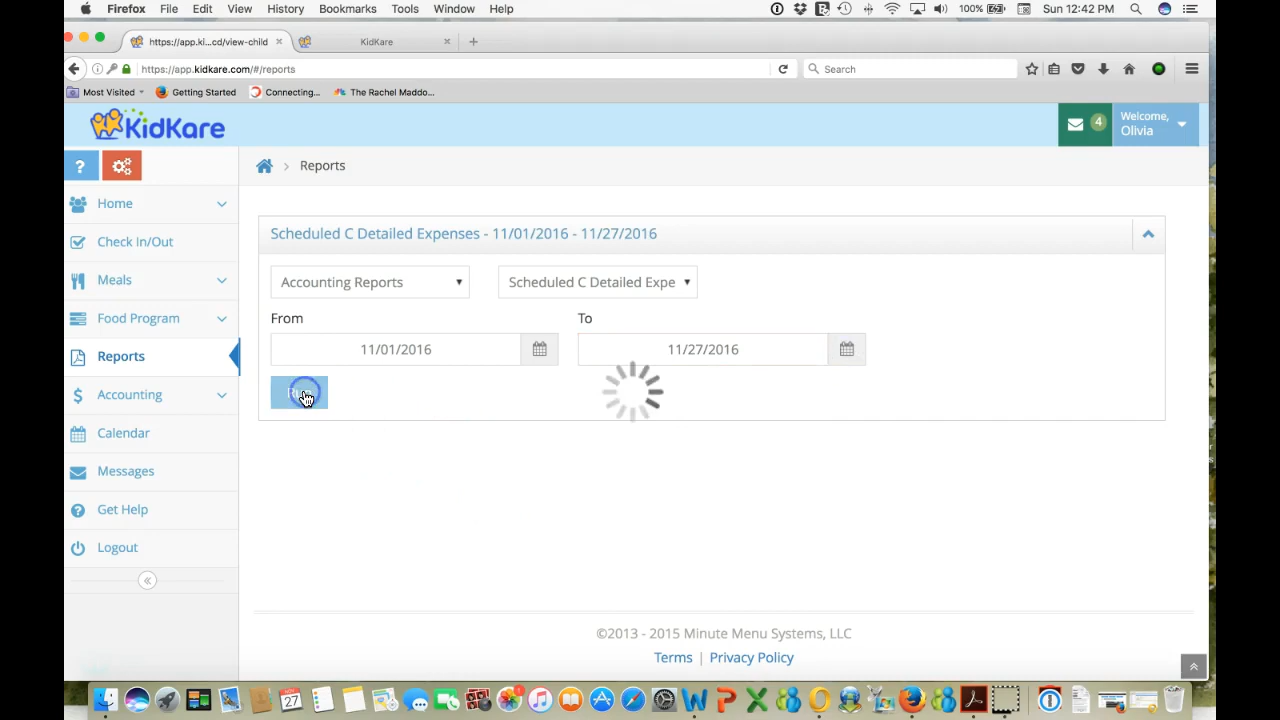 Firefox File Edit View History Bookmarks Tools Window Help 100% Sun 12:42 PM
https://app.ki...cd/view-child KidKare
https://app.kidkare.com/#/reports Search
Most Visited Getting Started Connecting... The Rachel Maddo...
KidKare
4 Welcome, Olivia
? Reports
Home
Check In/Out
Meals
Food Program
Reports
Accounting
Calendar
Messages
Get Help
Logout
Scheduled C Detailed Expenses - 11/01/2016 - 11/27/2016
Accounting Reports Scheduled C Detailed Expe
From To
11/01/2016 11/27/2016
©2013 - 2015 Minute Menu Systems, LLC
Terms | Privacy Policy